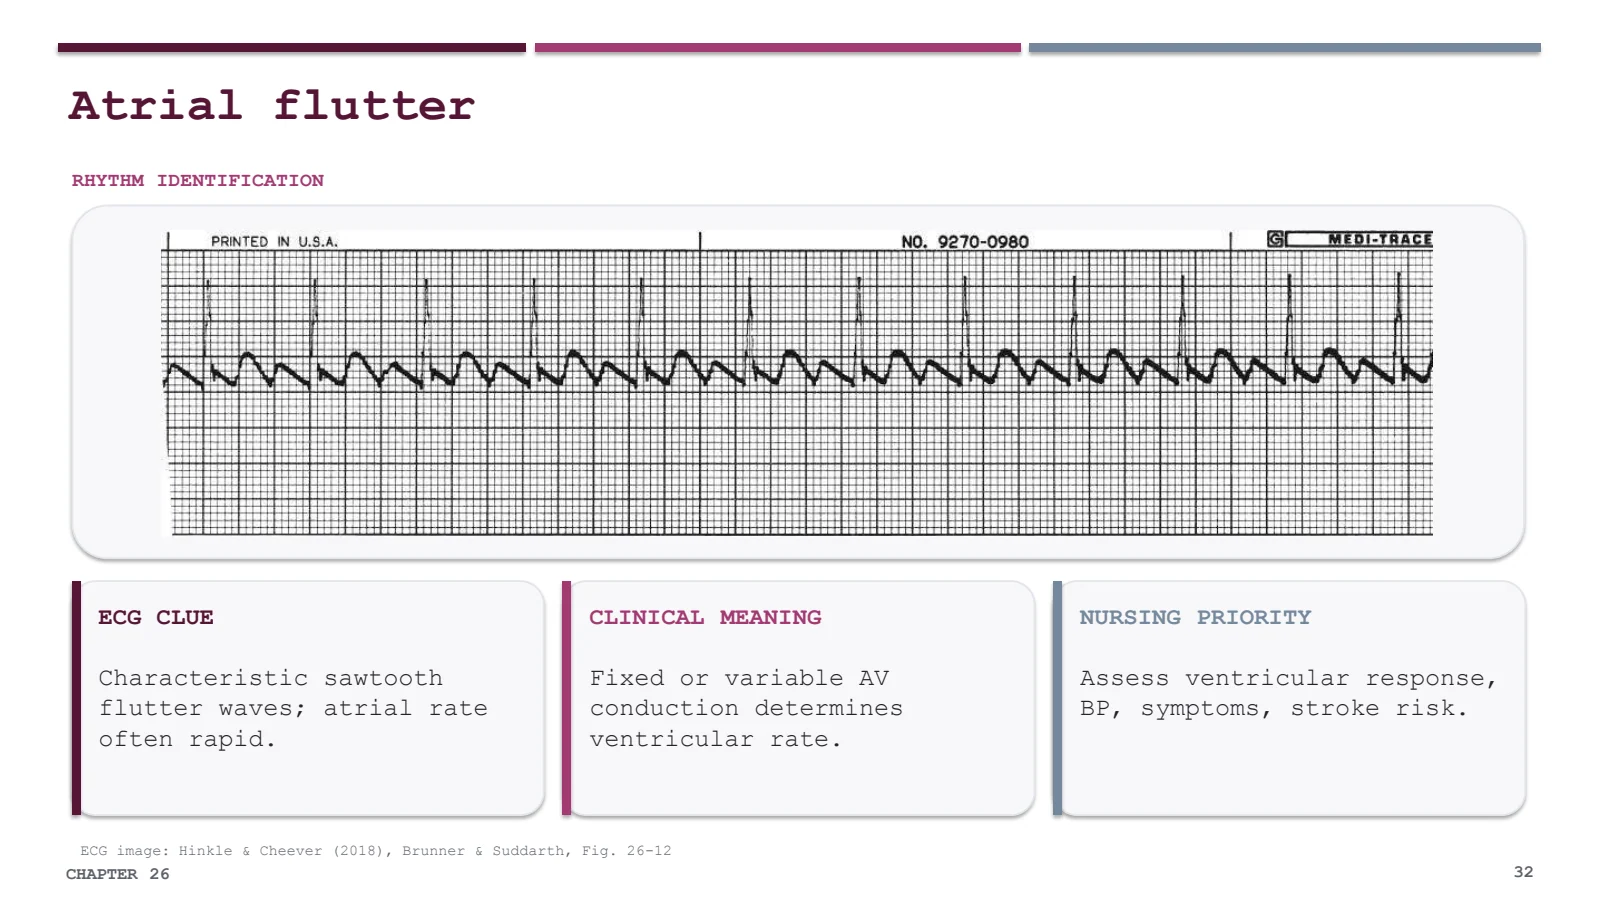 Atrial flutter
RHYTHM IDENTIFICATION
PRINTED IN U.S.A.
NO. 9270-0980
G MEDI-TRACE
ECG CLUE
Characteristic sawtooth
flutter waves; atrial rate
often rapid.
CLINICAL MEANING
Fixed or variable AV
conduction determines
ventricular rate.
NURSING PRIORITY
Assess ventricular response,
BP, symptoms, stroke risk.
ECG image: Hinkle & Cheever (2018), Brunner & Suddarth, Fig. 26-12
CHAPTER 26
32